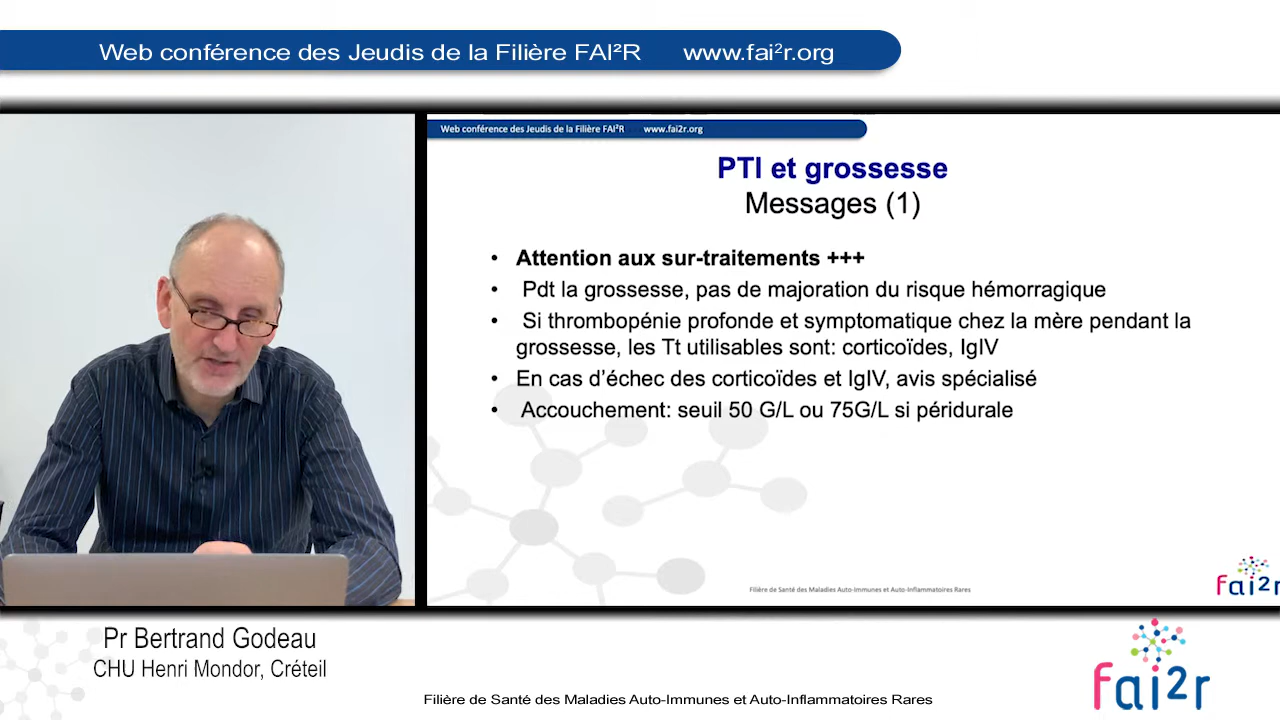 Web conférence des Jeudis de la Filière FAI²R www.fai²r.org
Web conférence des Jeudis de la Filière FAI²R www.fai2r.org
PTI et grossesse
Messages (1)
• Attention aux sur-traitements +++
• Pdt la grossesse, pas de majoration du risque hémorragique
• Si thrombopénie profonde et symptomatique chez la mère pendant la
grossesse, les Tt utilisables sont: corticoïdes, IgIV
• En cas d’échec des corticoïdes et IgIV, avis spécialisé
• Accouchement: seuil 50 G/L ou 75G/L si péridurale
Filière de Santé des Maladies Auto-Immunes et Auto-Inflammatoires Rares
fai2r
Pr Bertrand Godeau
CHU Henri Mondor, Créteil
Filière de Santé des Maladies Auto-Immunes et Auto-Inflammatoires Rares
fai2r